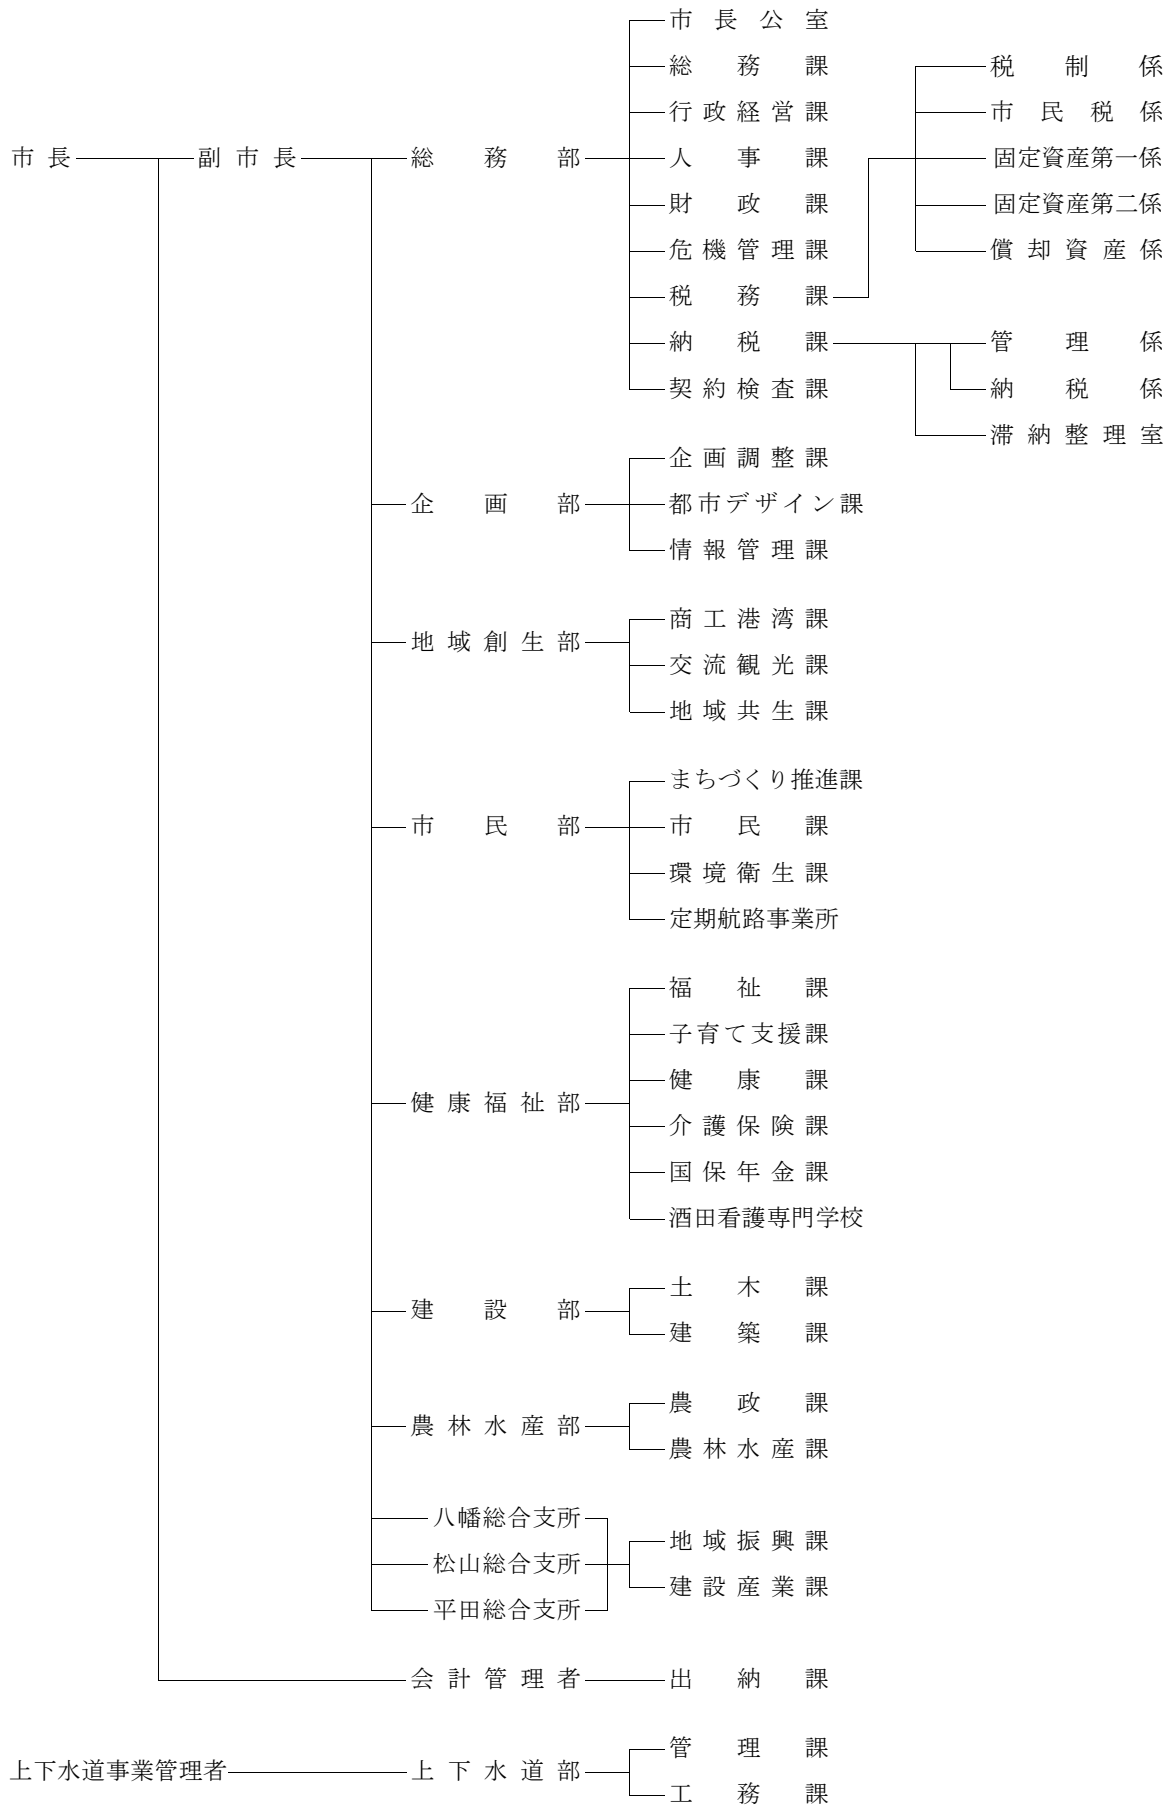 市長公室
総務課
税制係
行政経営課
市民税係
市長
副市長
総務部
人事課
固定資産第一係
財政課
固定資産第二係
危機管理課
償却資産係
税務課
納税課
管理係
契約検査課
納税係
滞納整理室
企画調整課
企画部
都市デザイン課
情報管理課
商工港湾課
地域創生部
交流観光課
地域共生課
まちづくり推進課
市民部
市民課
環境衛生課
定期航路事業所
福祉課
子育て支援課
健康課
健康福祉部
介護保険課
国保年金課
酒田看護専門学校
土木課
建設部
建築課
農政課
農林水産部
農林水産課
八幡総合支所
地域振興課
松山総合支所
建設産業課
平田総合支所
会計管理者
出納課
管理課
上下水道事業管理者
上下水道部
工務課